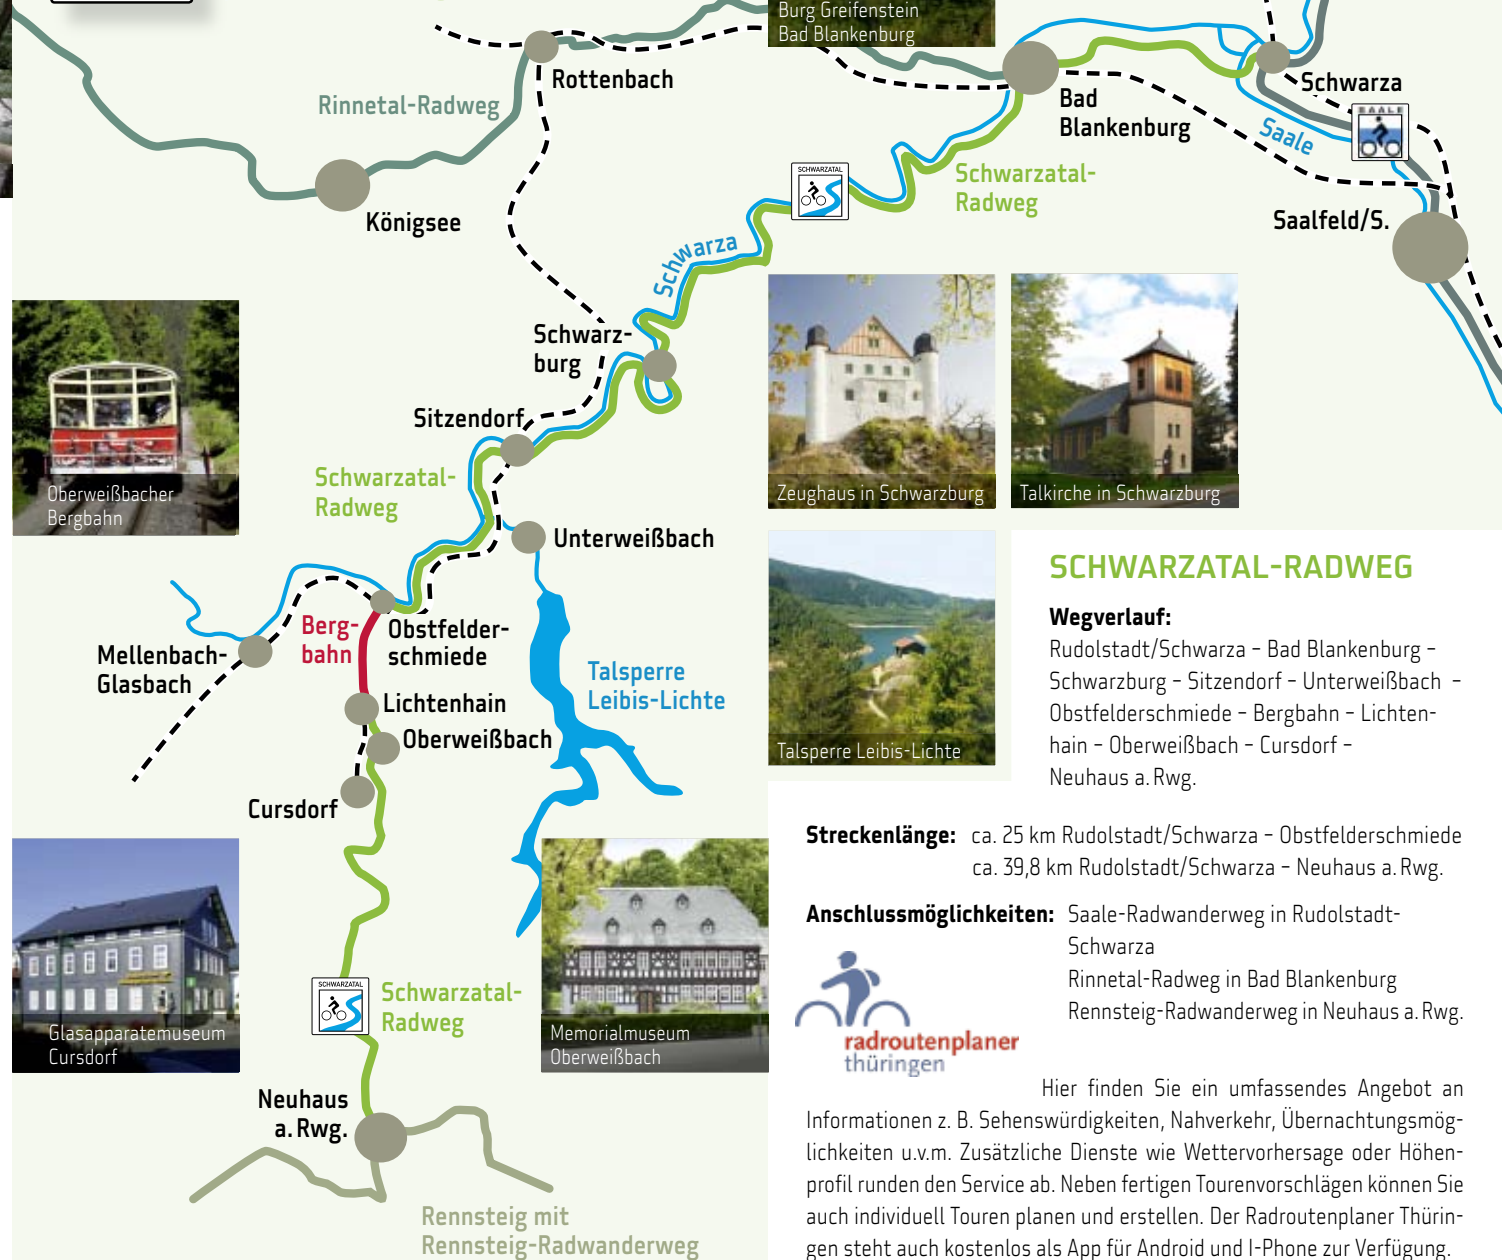 Burg Greifenstein
Bad Blankenburg
Rottenbach
Rinnetal-Radweg
Königsee
Bad
Blankenburg
Schwarza
SAALE
Saale
Saalfeld/S.
SCHWARZATAL
Schwarzatal-
Radweg
Schwarza
Schwarz-
burg
Sitzendorf
Schwarzatal-
Radweg
Oberweißbacher
Bergbahn
Zeughaus in Schwarzburg
Talkirche in Schwarzburg
Unterweißbach
Berg-
bahn
Obstfelder-
schmiede
Mellenbach-
Glasbach
Lichtenhain
Oberweißbach
Cursdorf
Talsperre
Leibis-Lichte
Talsperre Leibis-Lichte
Glasapparatemuseum
Cursdorf
Memorialmuseum
Oberweißbach
SCHWARZATAL
Schwarzatal-
Radweg
Neuhaus
a. Rwg.
Rennsteig mit
Rennsteig-Radwanderweg
SCHWARZATAL-RADWEG
Wegverlauf:
Rudolstadt/Schwarza – Bad Blankenburg –
Schwarzburg – Sitzendorf – Unterweißbach –
Obstfelderschmiede – Bergbahn – Lichten-
hain – Oberweißbach – Cursdorf –
Neuhaus a. Rwg.
Streckenlänge: ca. 25 km Rudolstadt/Schwarza – Obstfelderschmiede
ca. 39,8 km Rudolstadt/Schwarza – Neuhaus a. Rwg.
Anschlussmöglichkeiten: Saale-Radwanderweg in Rudolstadt-
Schwarza
Rinnetal-Radweg in Bad Blankenburg
Rennsteig-Radwanderweg in Neuhaus a. Rwg.
radroutenplaner
thüringen
Hier finden Sie ein umfassendes Angebot an
Informationen z. B. Sehenswürdigkeiten, Nahverkehr, Übernachtungsmög-
lichkeiten u.v.m. Zusätzliche Dienste wie Wettervorhersage oder Höhen-
profil runden den Service ab. Neben fertigen Tourenvorschlägen können Sie
auch individuell Touren planen und erstellen. Der Radroutenplaner Thürin-
gen steht auch kostenlos als App für Android und I-Phone zur Verfügung.